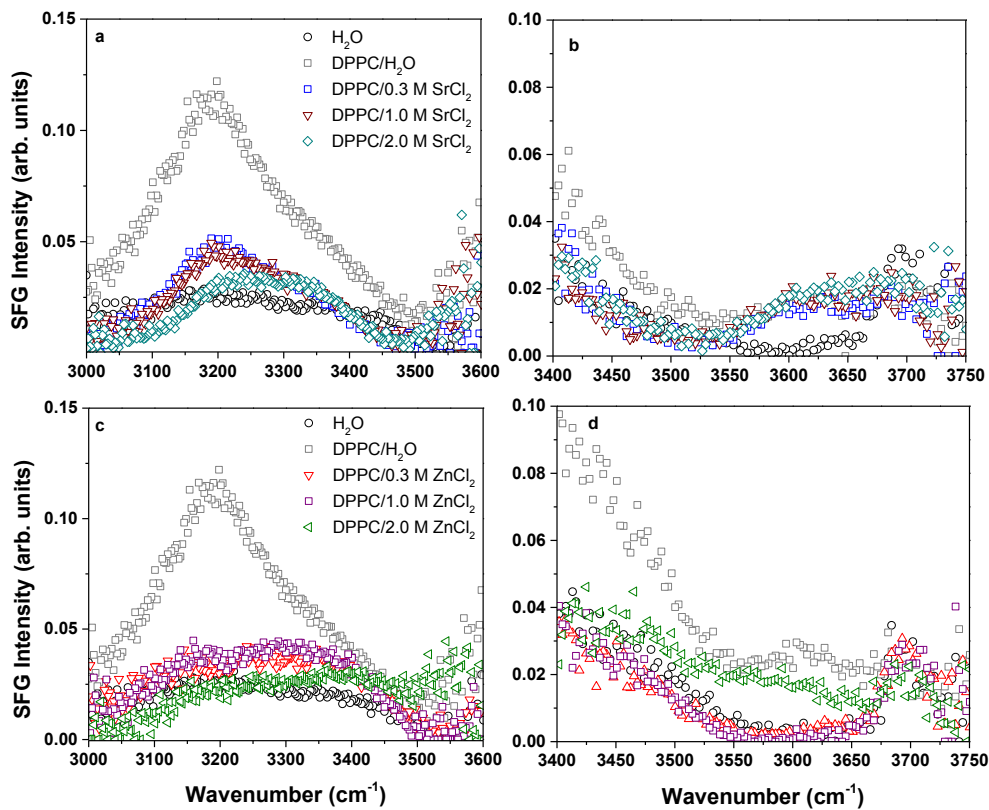 a
H₂O
DPPC/H₂O
DPPC/0.3 M SrCl₂
DPPC/1.0 M SrCl₂
DPPC/2.0 M SrCl₂
0.15
0.10
0.05
0.00
SFG Intensity (arb. units)
3000 3100 3200 3300 3400 3500 3600
b
0.10
0.08
0.06
0.04
0.02
0.00
3400 3450 3500 3550 3600 3650 3700 3750
c
H₂O
DPPC/H₂O
DPPC/0.3 M ZnCl₂
DPPC/1.0 M ZnCl₂
DPPC/2.0 M ZnCl₂
0.15
0.10
0.05
0.00
SFG Intensity (arb. units)
3000 3100 3200 3300 3400 3500 3600
Wavenumber (cm⁻¹)
d
0.10
0.08
0.06
0.04
0.02
0.00
3400 3450 3500 3550 3600 3650 3700 3750
Wavenumber (cm⁻¹)